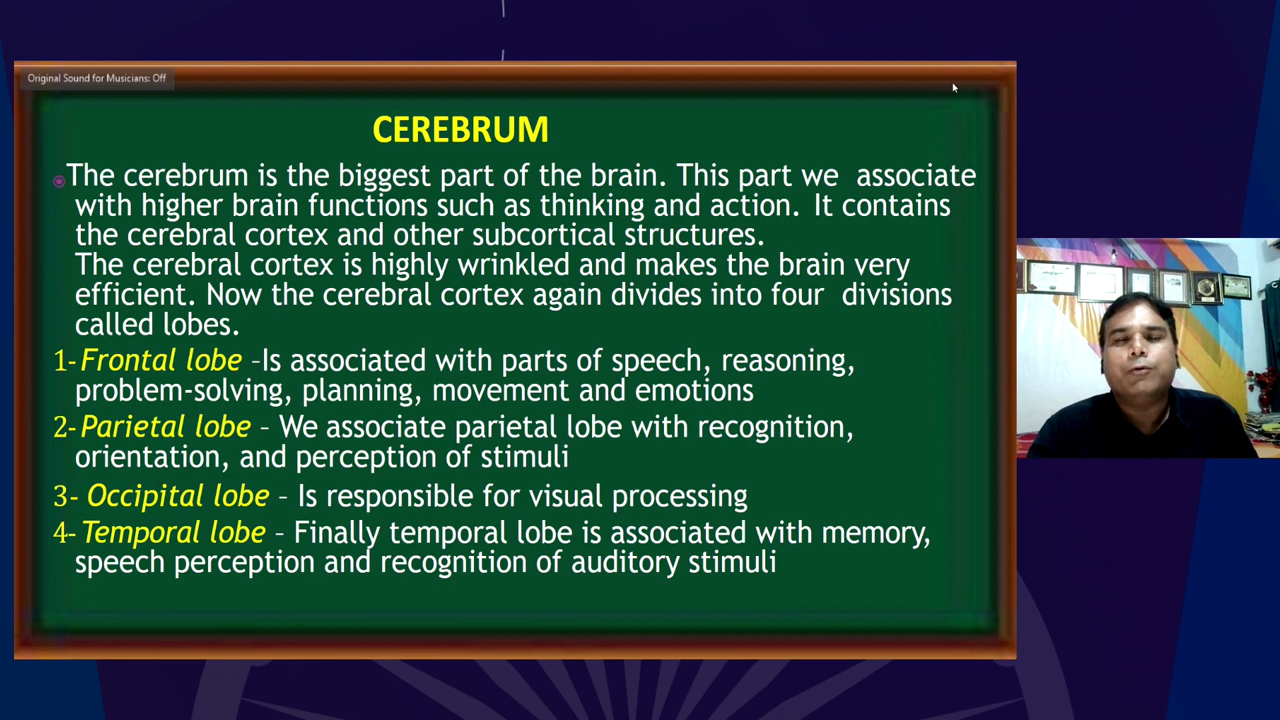 Original Sound for Musicians: Off
CEREBRUM
The cerebrum is the biggest part of the brain. This part we associate
with higher brain functions such as thinking and action. It contains
the cerebral cortex and other subcortical structures.
The cerebral cortex is highly wrinkled and makes the brain very
efficient. Now the cerebral cortex again divides into four divisions
called lobes.
1- Frontal lobe -Is associated with parts of speech, reasoning,
problem-solving, planning, movement and emotions
2- Parietal lobe - We associate parietal lobe with recognition,
orientation, and perception of stimuli
3- Occipital lobe - Is responsible for visual processing
4- Temporal lobe - Finally temporal lobe is associated with memory,
speech perception and recognition of auditory stimuli